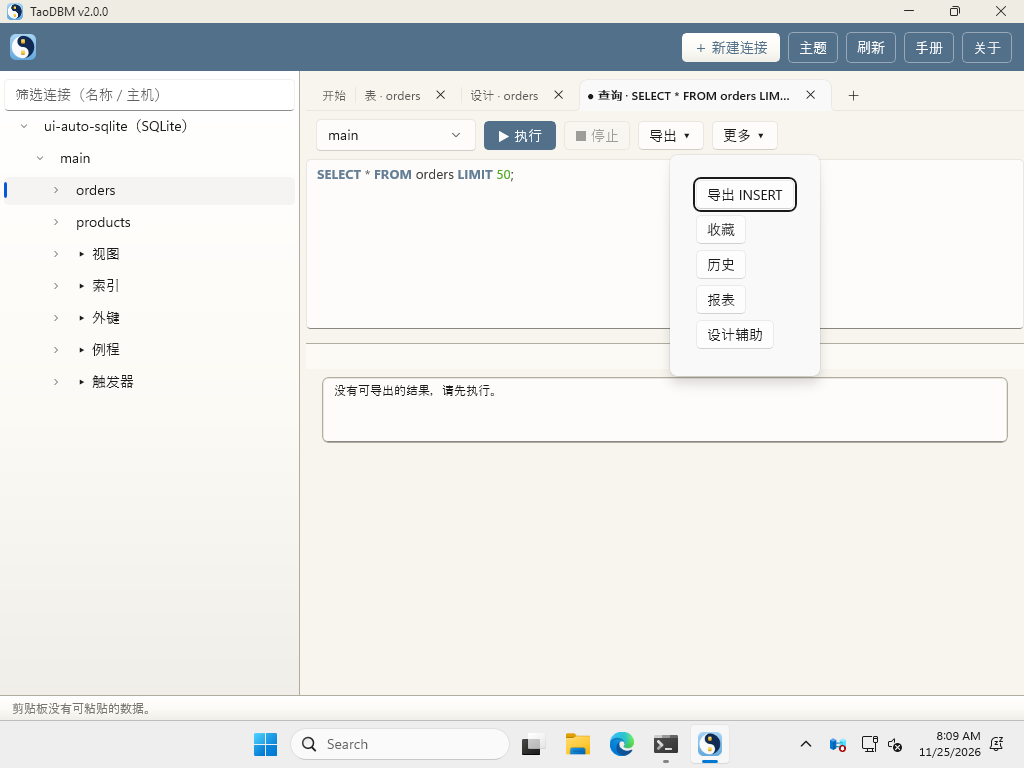 TaoDBM v2.0.0
+ 新建连接
主题
刷新
手册
关于
筛选连接（名称 / 主机）
ui-auto-sqlite（SQLite）
main
orders
products
视图
索引
外键
例程
触发器
开始
表 · orders
设计 · orders
● 查询 · SELECT * FROM orders LIM...
main
执行
停止
导出
更多
SELECT * FROM orders LIMIT 50;
导出 INSERT
收藏
历史
报表
设计辅助
没有可导出的结果，请先执行。
剪贴板没有可粘贴的数据。
Search
8:09 AM
11/25/2026